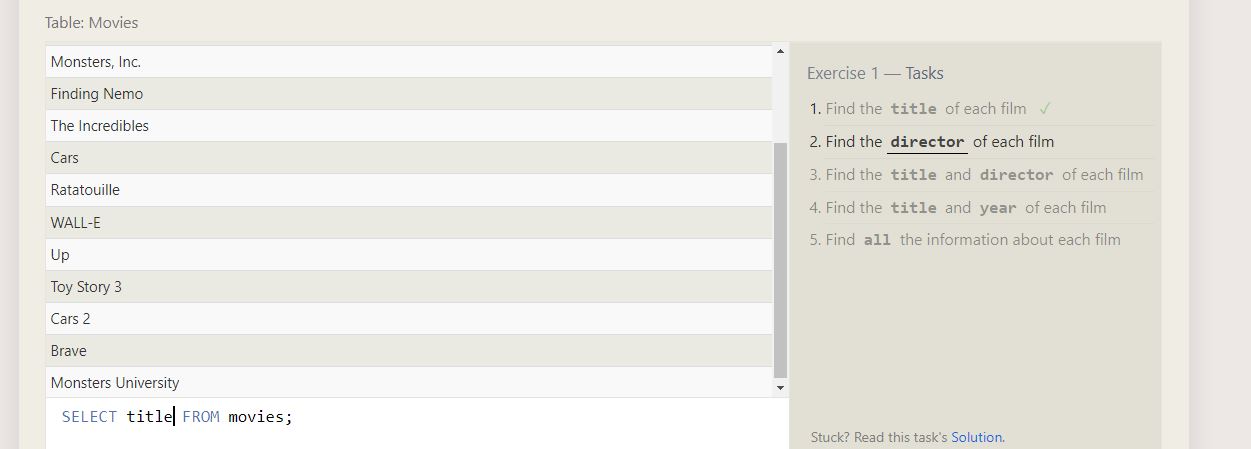 Table: Movies
Monsters, Inc.
Finding Nemo
The Incredibles
Cars
Ratatouille
WALL-E
Up
Toy Story 3
Cars 2
Brave
Monsters University
SELECT title FROM movies;
Exercise 1 — Tasks
1. Find the title of each film ✓
2. Find the director of each film
3. Find the title and director of each film
4. Find the title and year of each film
5. Find all the information about each film
Stuck? Read this task's Solution.